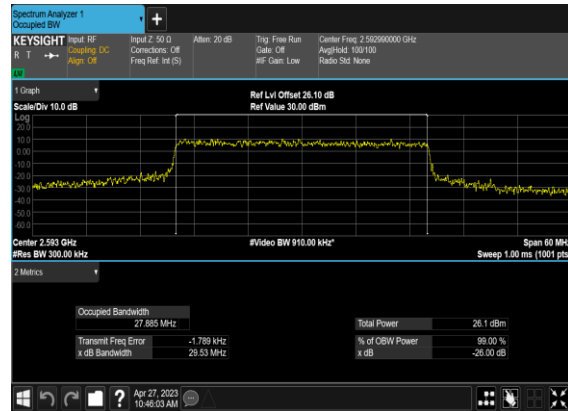 Spectrum Analyzer 1
Occupied BW
+
KEYSIGHT
R T
LXI
Input: RF
Coupling: DC
Align: Off
Input Z: 50 Ω
Corrections: Off
Freq Ref: Int (S)
Atten: 20 dB
Trig: Free Run
Gate: Off
#IF Gain: Low
Center Freq: 2.592990000 GHz
Avg|Hold: 100/100
Radio Std: None
1 Graph
Scale/Div 10.0 dB
Ref Lvl Offset 26.10 dB
Ref Value 30.00 dBm
Log
20.0
10.0
0.00
-10.0
-20.0
-30.0
-40.0
-50.0
-60.0
Center 2.593 GHz
#Res BW 300.00 kHz
#Video BW 910.00 kHz*
Span 60 MHz
Sweep 1.00 ms (1001 pts
2 Metrics
Occupied Bandwidth
27.885 MHz
Transmit Freq Error -1.789 kHz
x dB Bandwidth 29.53 MHz
Total Power 26.1 dBm
% of OBW Power 99.00 %
x dB -26.00 dB
?
Apr 27, 2023
10:46:03 AM